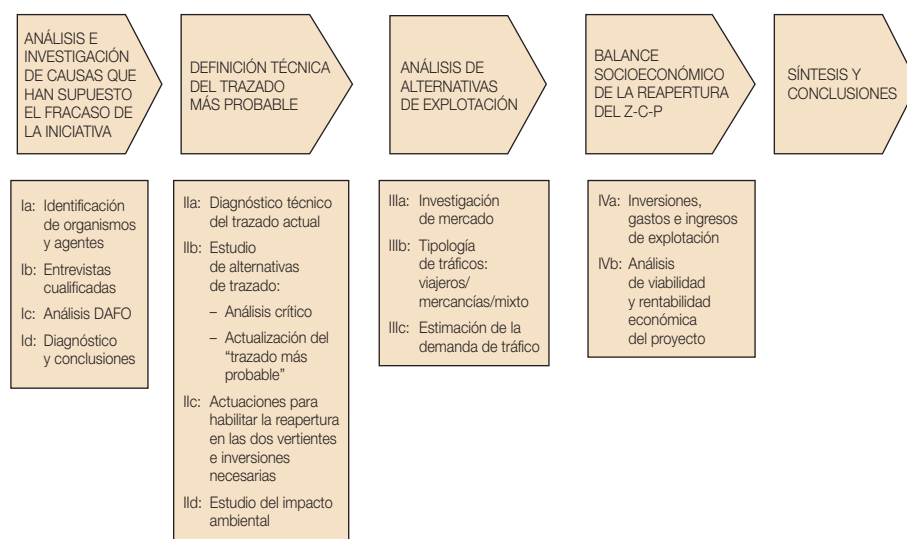 ANÁLISIS E
INVESTIGACIÓN
DE CAUSAS QUE
HAN SUPUESTO
EL FRACASO DE
LA INICIATIVA
DEFINICIÓN TÉCNICA
DEL TRAZADO
MÁS PROBABLE
ANÁLISIS DE
ALTERNATIVAS
DE EXPLOTACIÓN
BALANCE
SOCIOECONÓMICO
DE LA REAPERTURA
DEL Z-C-P
SÍNTESIS Y
CONCLUSIONES
Ia: Identificación
de organismos
y agentes
Ib: Entrevistas
cualificadas
Ic: Análisis DAFO
Id: Diagnóstico
y conclusiones
IIa: Diagnóstico técnico
del trazado actual
IIb: Estudio
de alternativas
de trazado:
– Análisis crítico
– Actualización del
“trazado más
probable”
IIc: Actuaciones para
habilitar la reapertura
en las dos vertientes
e inversiones
necesarias
IId: Estudio del impacto
ambiental
IIIa: Investigación
de mercado
IIIb: Tipología
de tráficos:
viajeros/
mercancías/mixto
IIIc: Estimación de la
demanda de tráfico
IVa: Inversiones,
gastos e ingresos
de explotación
IVb: Análisis
de viabilidad
y rentabilidad
económica
del proyecto